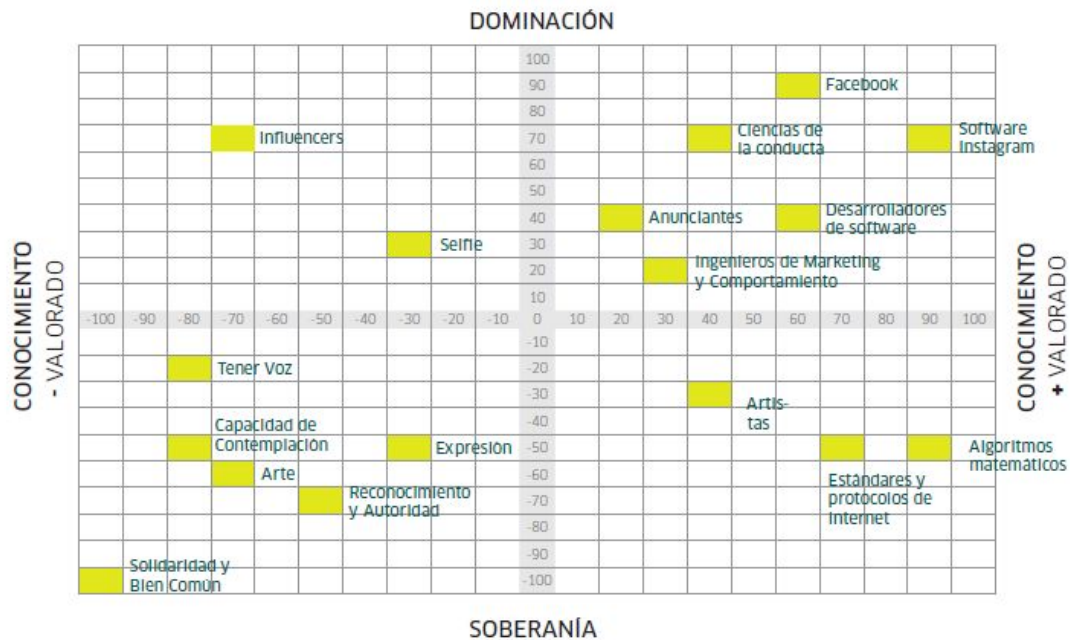 DOMINACIÓN
100
90
Facebook
80
Influencers
70
Ciencias de
la conducta
Software
Instagram
60
50
40
Anunciantes
Desarrolladores
de software
Selfie
30
20
Ingenieros de Marketing
y Comportamiento
10
CONOCIMIENTO
- VALORADO
-100 -90 -80 -70 -60 -50 -40 -30 -20 -10 0 10 20 30 40 50 60 70 80 90 100
CONOCIMIENTO
+ VALORADO
-10
Tener Voz
-20
-30
Artis-
tas
-40
Capacidad de
Contemplación
Expresión
-50
Algoritmos
matemáticos
Arte
-60
Estándares y
protocolos de
Internet
Reconocimiento
y Autoridad
-70
-80
-90
Solidaridad y
Bien Común
-100
SOBERANÍA